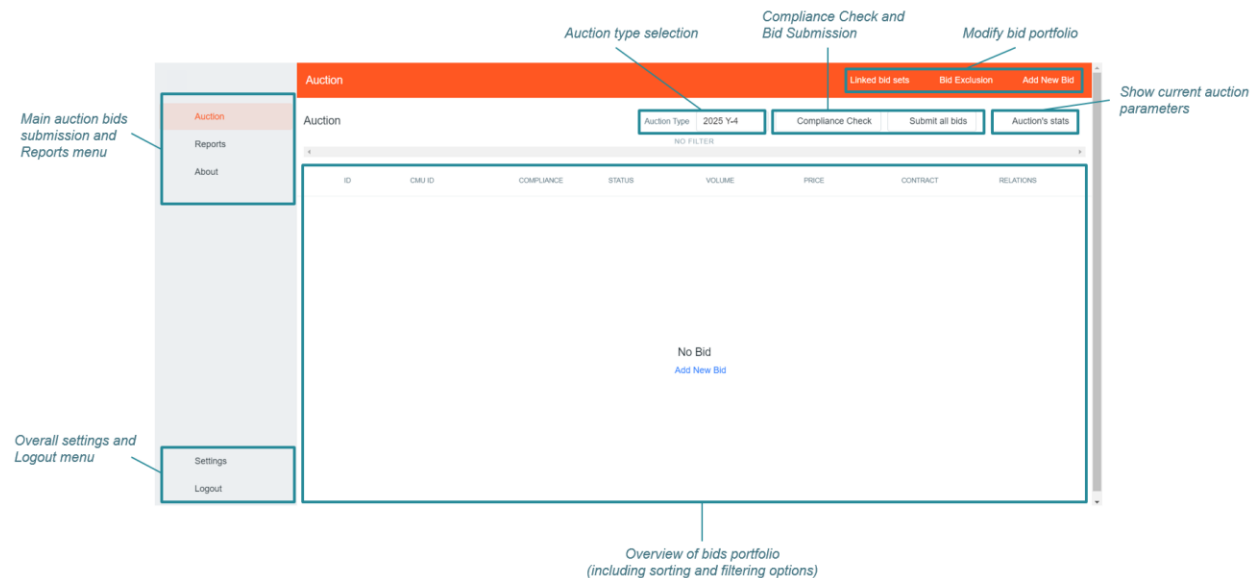 Compliance Check and
Bid Submission
Auction type selection
Modify bid portfolio
Show current auction
parameters
Main auction bids
submission and
Reports menu
Overall settings and
Logout menu
Auction
Reports
About
Settings
Logout
Auction
Linked bid sets
Bid Exclusion
Add New Bid
Auction
Auction Type
2025 Y-4
Compliance Check
Submit all bids
Auction's stats
NO FILTER
ID CMU ID COMPLIANCE STATUS VOLUME PRICE CONTRACT RELATIONS
No Bid
Add New Bid
Overview of bids portfolio
(including sorting and filtering options)